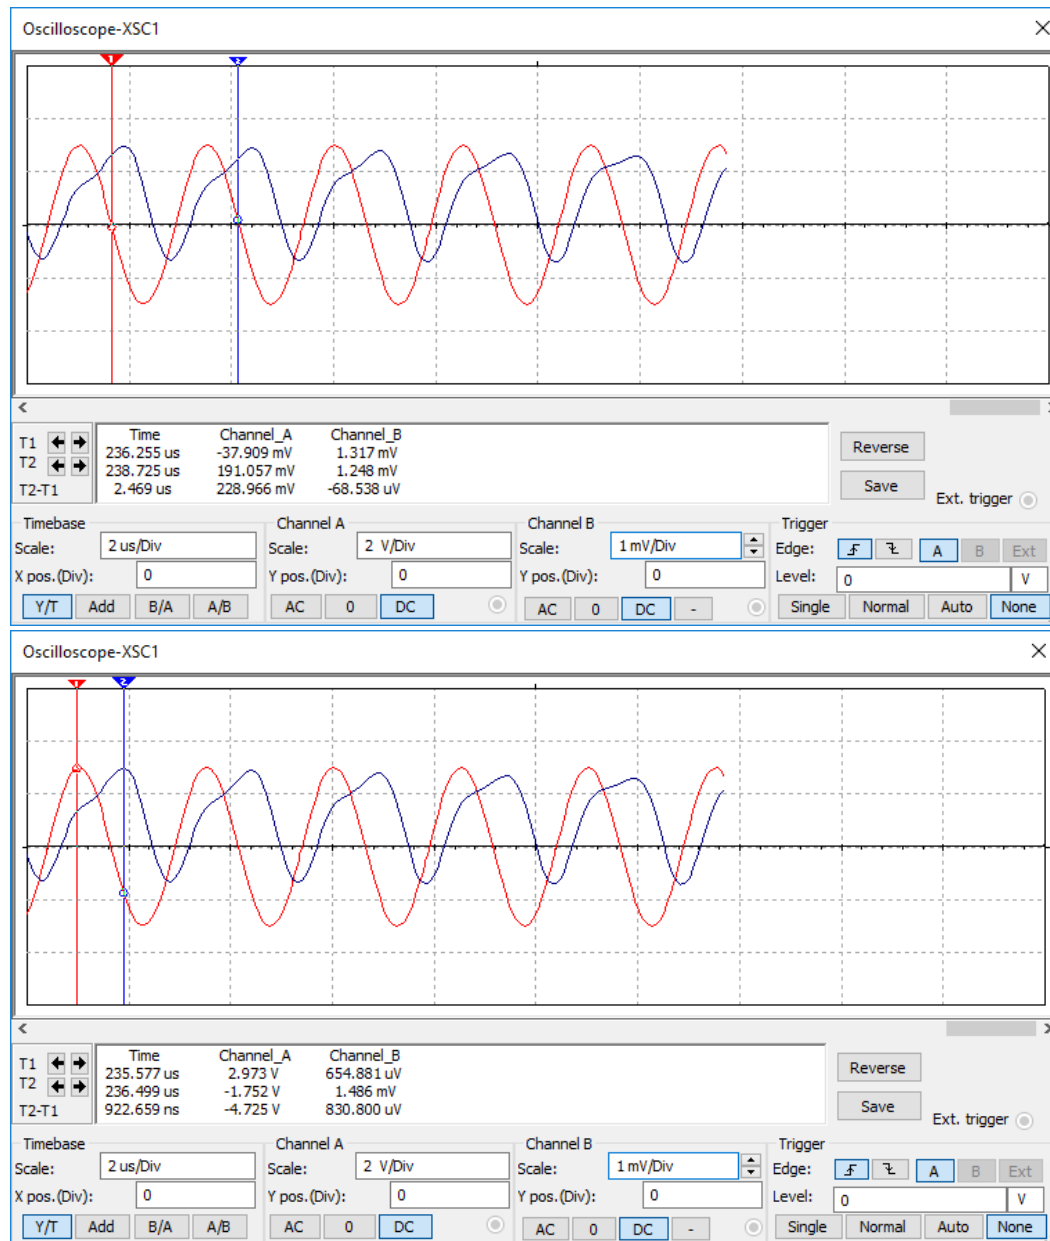 Oscilloscope-XSC1
1 2
Time Channel_A Channel_B
T1 236.255 us -37.909 mV 1.317 mV
T2 238.725 us 191.057 mV 1.248 mV
T2-T1 2.469 us 228.966 mV -68.538 uV
Reverse
Save
Ext. trigger
Timebase Channel A Channel B Trigger
Scale: 2 us/Div Scale: 2 V/Div Scale: 1 mV/Div Edge: A B Ext
X pos.(Div): 0 Y pos.(Div): 0 Y pos.(Div): 0 Level: 0 V
Y/T Add B/A A/B AC 0 DC AC 0 DC - Single Normal Auto None
Oscilloscope-XSC1
1 2
Time Channel_A Channel_B
T1 235.577 us 2.973 V 654.881 uV
T2 236.499 us -1.752 V 1.486 mV
T2-T1 922.659 ns -4.725 V 830.800 uV
Reverse
Save
Ext. trigger
Timebase Channel A Channel B Trigger
Scale: 2 us/Div Scale: 2 V/Div Scale: 1 mV/Div Edge: A B Ext
X pos.(Div): 0 Y pos.(Div): 0 Y pos.(Div): 0 Level: 0 V
Y/T Add B/A A/B AC 0 DC AC 0 DC - Single Normal Auto None